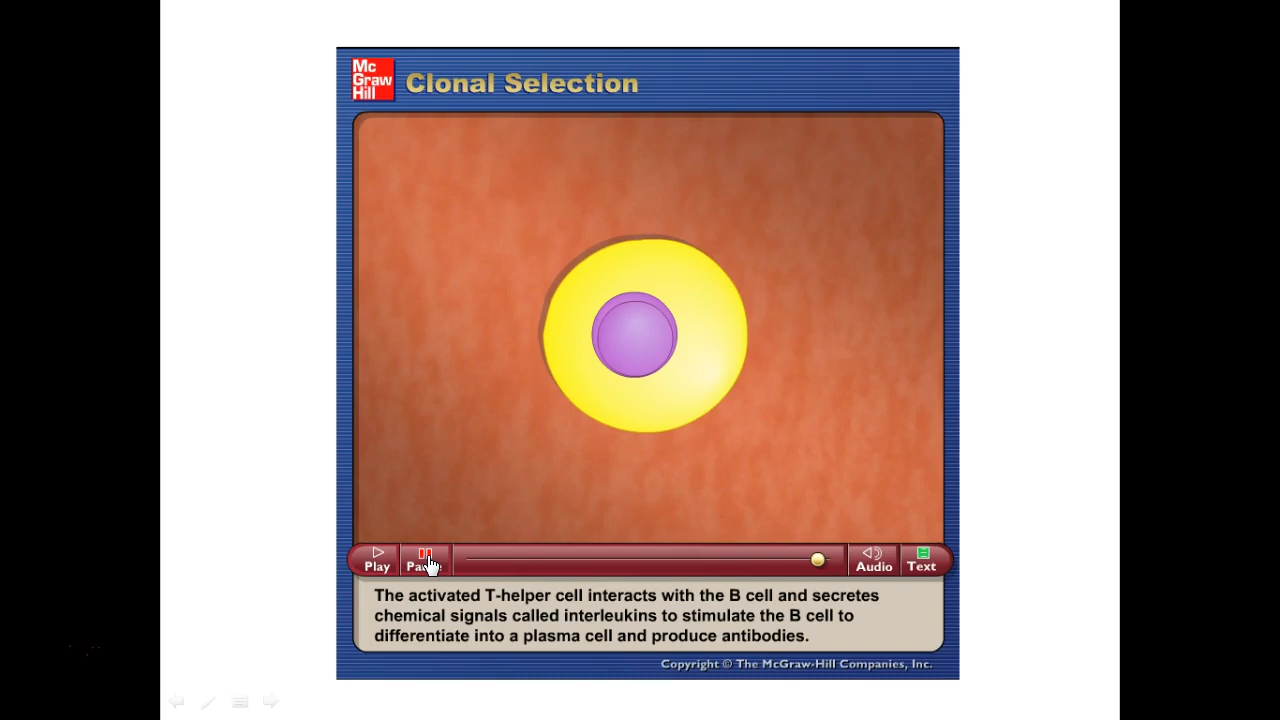 Mc
Graw
Hill
Clonal Selection
Play
Audio
Text
The activated T-helper cell interacts with the B cell and secretes
chemical signals called interleukins to stimulate the B cell to
differentiate into a plasma cell and produce antibodies.
Copyright © The McGraw-Hill Companies, Inc.